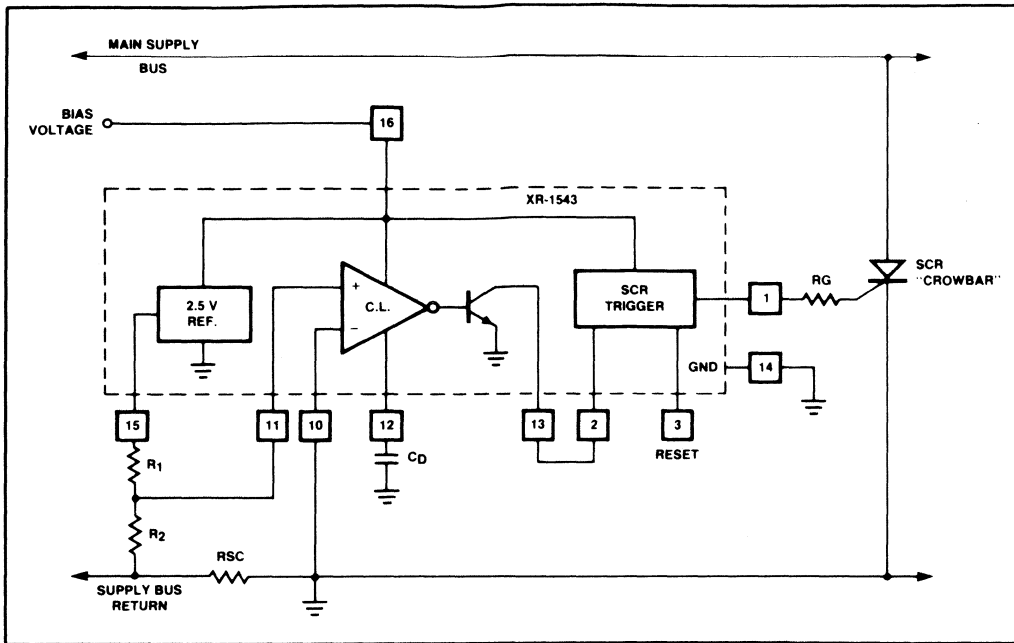 MAIN SUPPLY
BUS
BIAS
VOLTAGE
16
XR-1543
2.5 V
REF.
+
C.L.
−
SCR
TRIGGER
1
RG
SCR
"CROWBAR"
GND
14
15
11
10
12
13
2
3
RESET
CD
R1
R2
RSC
SUPPLY BUS
RETURN